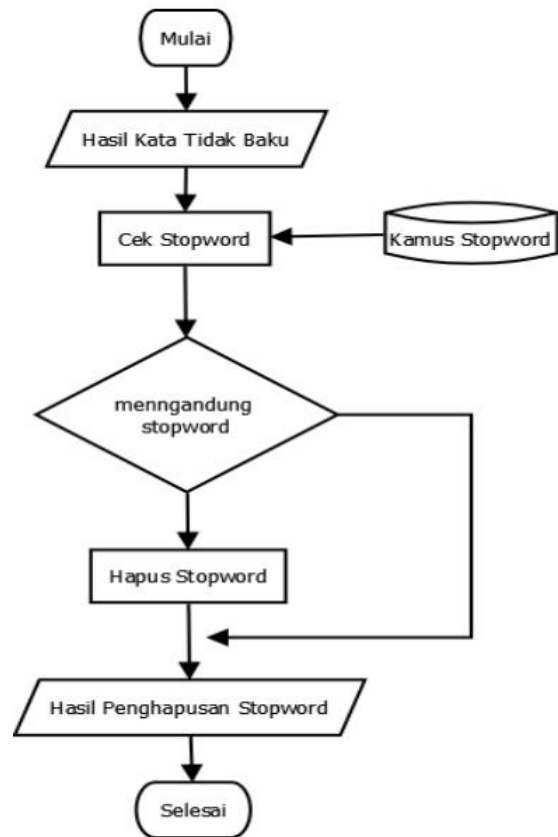 Mulai
Hasil Kata Tidak Baku
Cek Stopword
Kamus Stopword
menngandung
stopword
Hapus Stopword
Hasil Penghapusan Stopword
Selesai